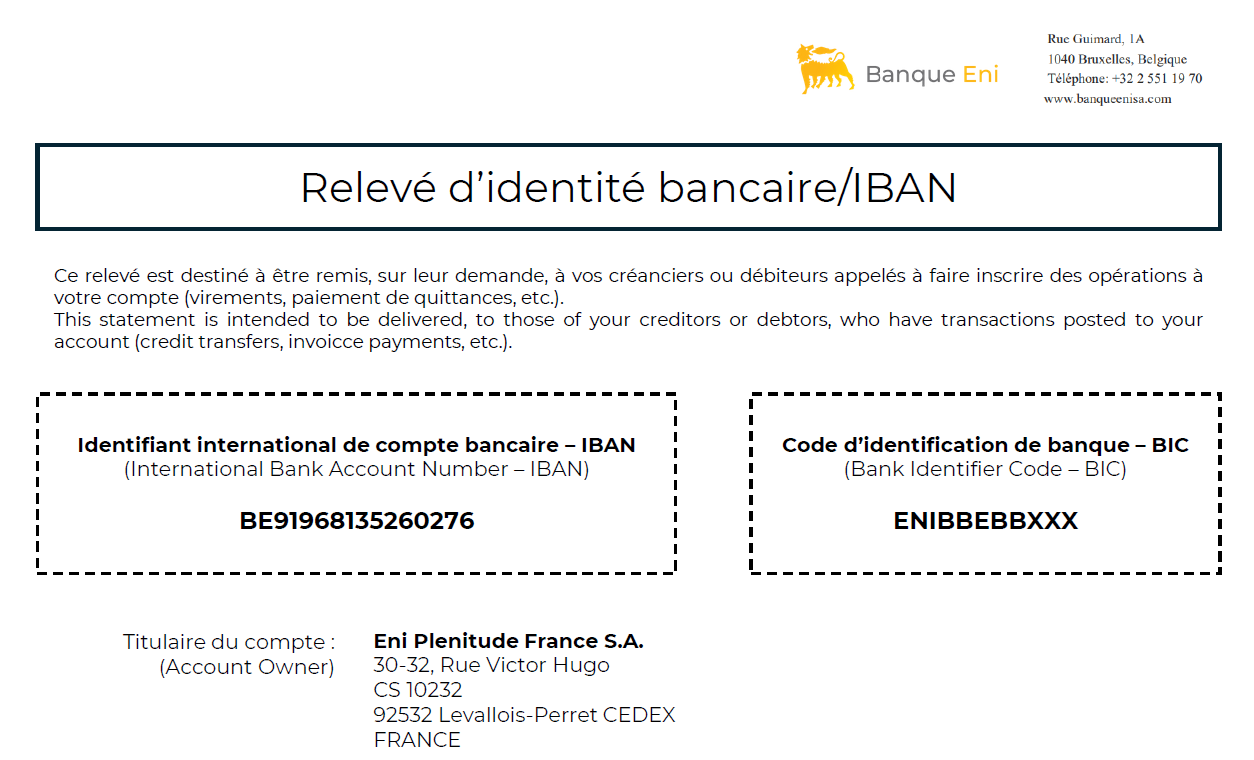 Rue Guimard, 1A
1040 Bruxelles, Belgique
Téléphone: +32 2 551 19 70
www.banqueenisa.com
Banque Eni
Relevé d’identité bancaire/IBAN
Ce relevé est destiné à être remis, sur leur demande, à vos créanciers ou débiteurs appelés à faire inscrire des opérations à
votre compte (virements, paiement de quittances, etc.).
This statement is intended to be delivered, to those of your creditors or debtors, who have transactions posted to your
account (credit transfers, invoicce payments, etc.).
Identifiant international de compte bancaire – IBAN
(International Bank Account Number – IBAN)
BE91968135260276
Code d’identification de banque – BIC
(Bank Identifier Code – BIC)
ENIBBEBBXXX
Titulaire du compte :
(Account Owner)
Eni Plenitude France S.A.
30-32, Rue Victor Hugo
CS 10232
92532 Levallois-Perret CEDEX
FRANCE